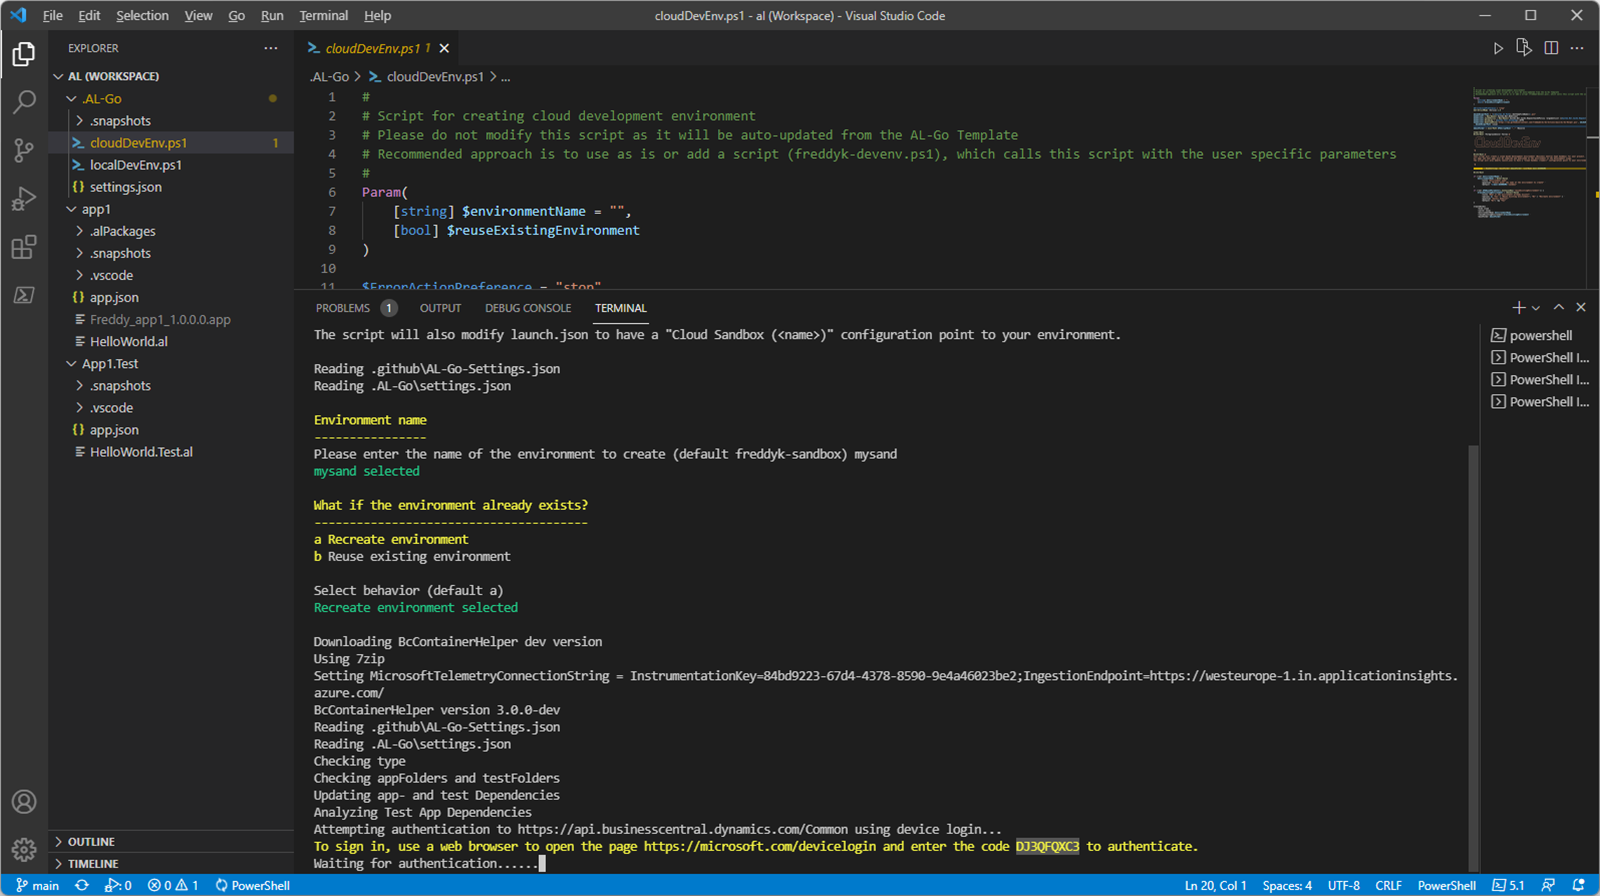 File Edit Selection View Go Run Terminal Help
cloudDevEnv.ps1 - al (Workspace) - Visual Studio Code
EXPLORER
AL (WORKSPACE)
.AL-Go
.snapshots
cloudDevEnv.ps1 1
localDevEnv.ps1
settings.json
app1
.alPackages
.snapshots
.vscode
app.json
Freddy_app1_1.0.0.0.app
HelloWorld.al
App1.Test
.snapshots
.vscode
app.json
HelloWorld.Test.al
OUTLINE
TIMELINE
cloudDevEnv.ps1 1
.AL-Go > cloudDevEnv.ps1 > ...
1 #
2 # Script for creating cloud development environment
3 # Please do not modify this script as it will be auto-updated from the AL-Go Template
4 # Recommended approach is to use as is or add a script (freddyk-devenv.ps1), which calls this script with the user specific parameters
5 #
6 Param(
7 [string] $environmentName = "",
8 [bool] $reuseExistingEnvironment
9 )
10
11 $ErrorActionPreference = "stop"
PROBLEMS 1 OUTPUT DEBUG CONSOLE TERMINAL
The script will also modify launch.json to have a "Cloud Sandbox (<name>)" configuration point to your environment.
Reading .github\AL-Go-Settings.json
Reading .AL-Go\settings.json
Environment name
----------------
Please enter the name of the environment to create (default freddyk-sandbox) mysand
mysand selected
What if the environment already exists?
---------------------------------------
a Recreate environment
b Reuse existing environment
Select behavior (default a)
Recreate environment selected
Downloading BcContainerHelper dev version
Using 7zip
Setting MicrosoftTelemetryConnectionString = InstrumentationKey=84bd9223-67d4-4378-8590-9e4a46023be2;IngestionEndpoint=https://westeurope-1.in.applicationinsights.
azure.com/
BcContainerHelper version 3.0.0-dev
Reading .github\AL-Go-Settings.json
Reading .AL-Go\settings.json
Checking type
Checking appFolders and testFolders
Updating app- and test Dependencies
Analyzing Test App Dependencies
Attempting authentication to https://api.businesscentral.dynamics.com/Common using device login...
To sign in, use a web browser to open the page https://microsoft.com/devicelogin and enter the code DJ3QFQXC3 to authenticate.
Waiting for authentication......
powershell
PowerShell I...
PowerShell I...
PowerShell I...
main 0 0 1 PowerShell
Ln 20, Col 1 Spaces: 4 UTF-8 CRLF PowerShell 5.1